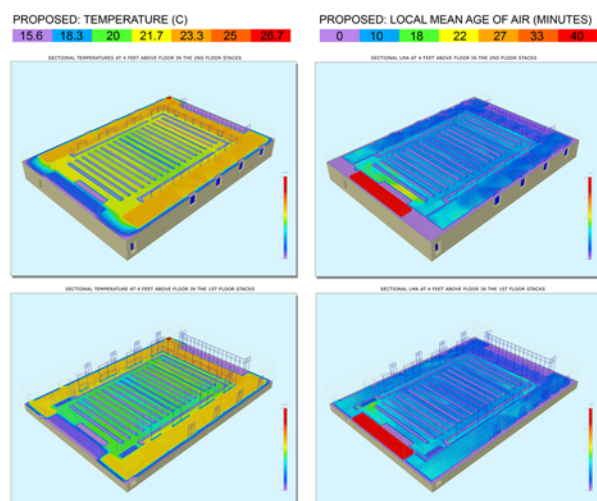 PROPOSED: TEMPERATURE (C)
15.6 18.3 20 21.7 23.3 25 26.7
PROPOSED: LOCAL MEAN AGE OF AIR (MINUTES)
0 10 18 22 27 33 40
SECTIONAL TEMPERATURES AT 4 FEET ABOVE FLOOR IN THE 2ND FLOOR STACKS
SECTIONAL LMA AT 4 FEET ABOVE FLOOR IN THE 2ND FLOOR STACKS
SECTIONAL TEMPERATURE AT 4 FEET ABOVE FLOOR IN THE 1ST FLOOR STACKS
SECTIONAL LMA AT 4 FEET ABOVE FLOOR IN THE 1ST FLOOR STACKS